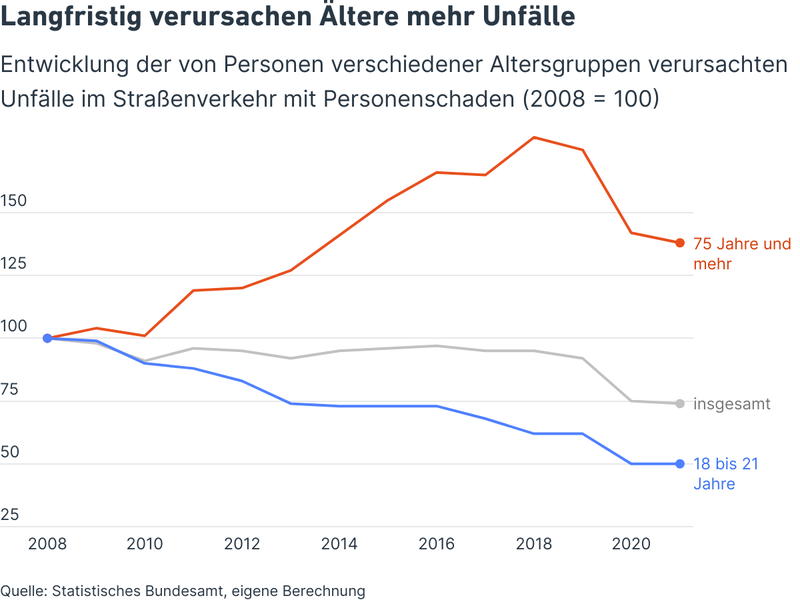 Langfristig verursachen Ältere mehr Unfälle
Entwicklung der von Personen verschiedener Altersgruppen verursachten
Unfälle im Straßenverkehr mit Personenschaden (2008 = 100)
150
125
100
75
50
25
75 Jahre und
mehr
insgesamt
18 bis 21
Jahre
2008 2010 2012 2014 2016 2018 2020
Quelle: Statistisches Bundesamt, eigene Berechnung